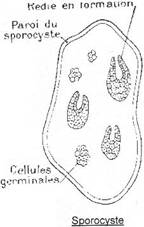 Rédie en formation
Paroi du
sporocyste
Cellules
germinales
Sporocyste